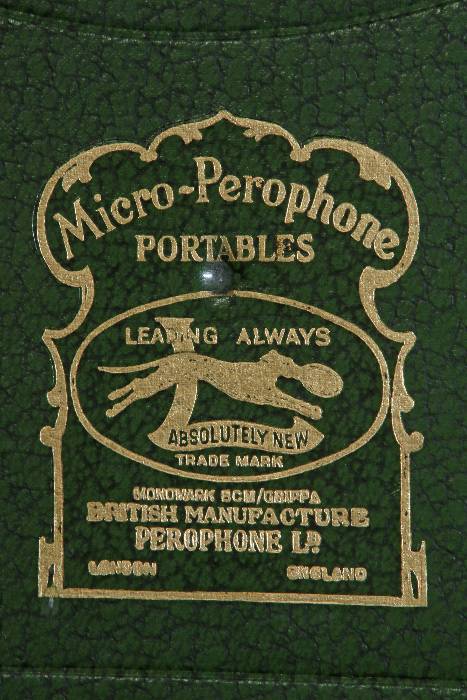 Micro-Perophone
PORTABLES
LEADING ALWAYS
ABSOLUTELY NEW
TRADE MARK
MONOMARK BCM/GRIPPA
BRITISH MANUFACTURE
PEROPHONE LD.
LONDON ENGLAND